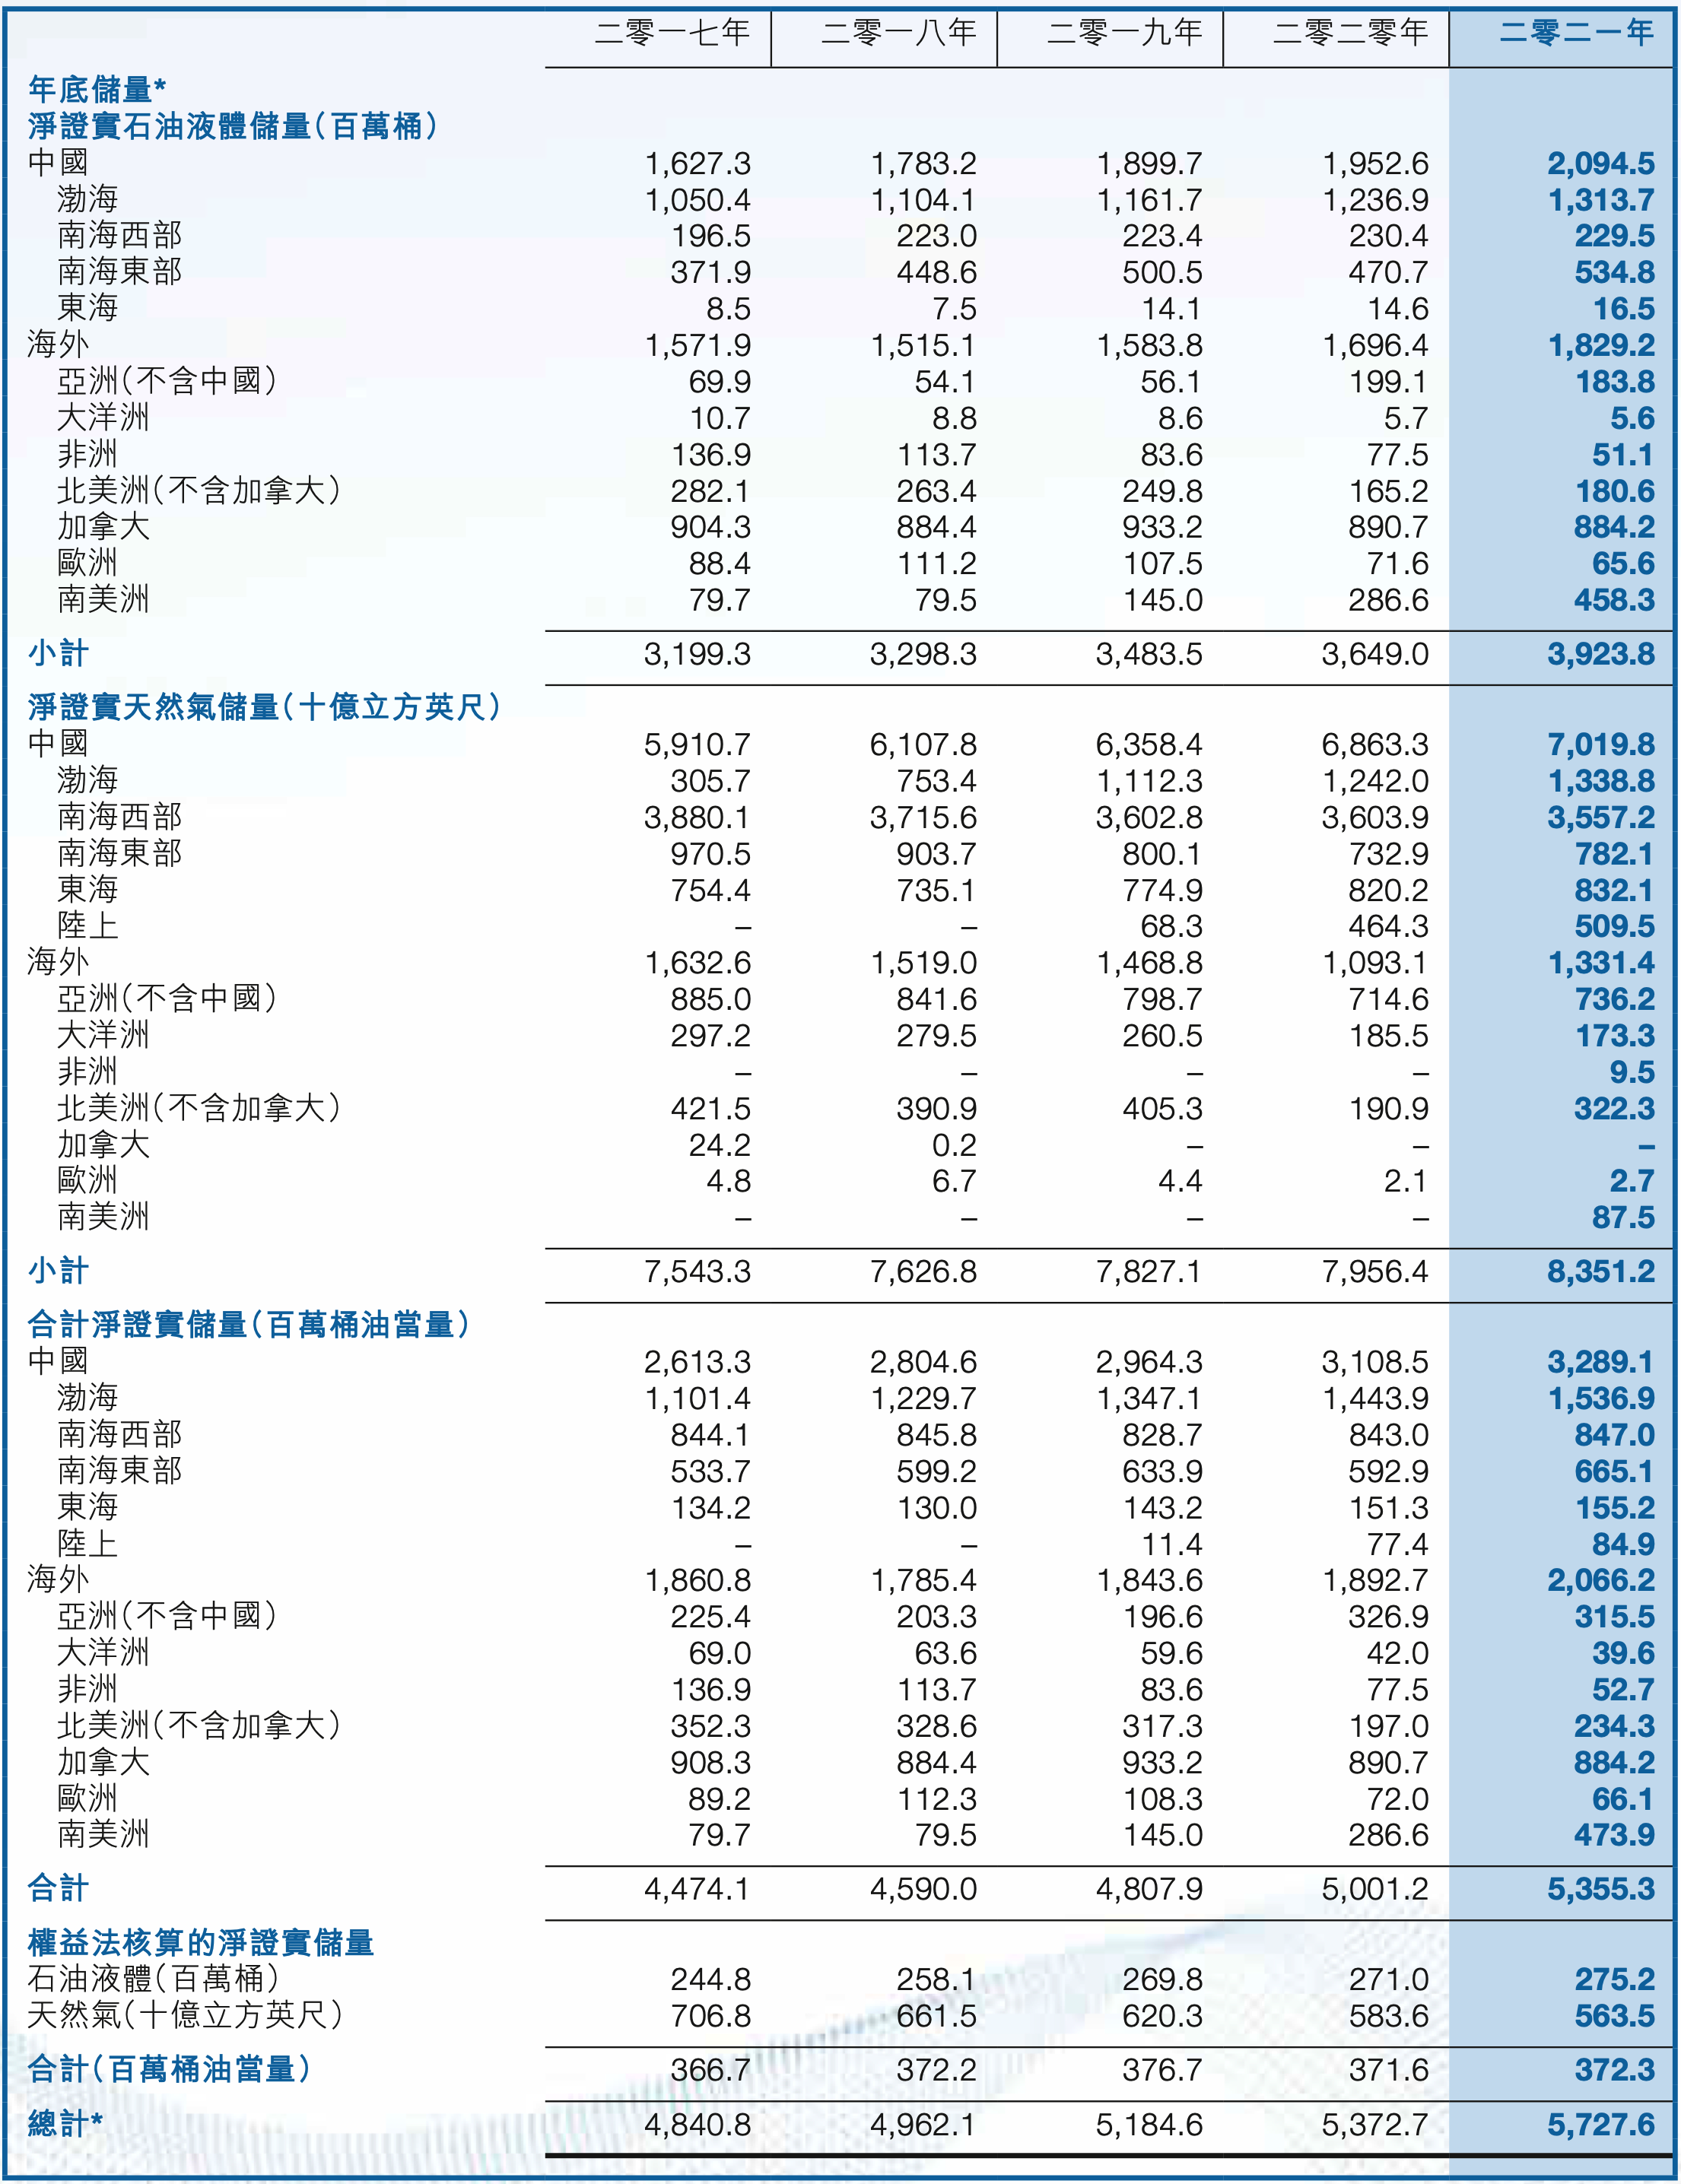 二零一七年 二零一八年 二零一九年 二零二零年 二零二一年
年底儲量*
淨證實石油液體儲量（百萬桶）
中國 1,627.3 1,783.2 1,899.7 1,952.6 2,094.5
渤海 1,050.4 1,104.1 1,161.7 1,236.9 1,313.7
南海西部 196.5 223.0 223.4 230.4 229.5
南海東部 371.9 448.6 500.5 470.7 534.8
東海 8.5 7.5 14.1 14.6 16.5
海外 1,571.9 1,515.1 1,583.8 1,696.4 1,829.2
亞洲（不含中國） 69.9 54.1 56.1 199.1 183.8
大洋洲 10.7 8.8 8.6 5.7 5.6
非洲 136.9 113.7 83.6 77.5 51.1
北美洲（不含加拿大） 282.1 263.4 249.8 165.2 180.6
加拿大 904.3 884.4 933.2 890.7 884.2
歐洲 88.4 111.2 107.5 71.6 65.6
南美洲 79.7 79.5 145.0 286.6 458.3
小計 3,199.3 3,298.3 3,483.5 3,649.0 3,923.8
淨證實天然氣儲量（十億立方英尺）
中國 5,910.7 6,107.8 6,358.4 6,863.3 7,019.8
渤海 305.7 753.4 1,112.3 1,242.0 1,338.8
南海西部 3,880.1 3,715.6 3,602.8 3,603.9 3,557.2
南海東部 970.5 903.7 800.1 732.9 782.1
東海 754.4 735.1 774.9 820.2 832.1
陸上 – – 68.3 464.3 509.5
海外 1,632.6 1,519.0 1,468.8 1,093.1 1,331.4
亞洲（不含中國） 885.0 841.6 798.7 714.6 736.2
大洋洲 297.2 279.5 260.5 185.5 173.3
非洲 – – – – 9.5
北美洲（不含加拿大） 421.5 390.9 405.3 190.9 322.3
加拿大 24.2 0.2 – – –
歐洲 4.8 6.7 4.4 2.1 2.7
南美洲 – – – – 87.5
小計 7,543.3 7,626.8 7,827.1 7,956.4 8,351.2
合計淨證實儲量（百萬桶油當量）
中國 2,613.3 2,804.6 2,964.3 3,108.5 3,289.1
渤海 1,101.4 1,229.7 1,347.1 1,443.9 1,536.9
南海西部 844.1 845.8 828.7 843.0 847.0
南海東部 533.7 599.2 633.9 592.9 665.1
東海 134.2 130.0 143.2 151.3 155.2
陸上 – – 11.4 77.4 84.9
海外 1,860.8 1,785.4 1,843.6 1,892.7 2,066.2
亞洲（不含中國） 225.4 203.3 196.6 326.9 315.5
大洋洲 69.0 63.6 59.6 42.0 39.6
非洲 136.9 113.7 83.6 77.5 52.7
北美洲（不含加拿大） 352.3 328.6 317.3 197.0 234.3
加拿大 908.3 884.4 933.2 890.7 884.2
歐洲 89.2 112.3 108.3 72.0 66.1
南美洲 79.7 79.5 145.0 286.6 473.9
合計 4,474.1 4,590.0 4,807.9 5,001.2 5,355.3
權益法核算的淨證實儲量
石油液體（百萬桶） 244.8 258.1 269.8 271.0 275.2
天然氣（十億立方英尺） 706.8 661.5 620.3 583.6 563.5
合計（百萬桶油當量） 366.7 372.2 376.7 371.6 372.3
總計* 4,840.8 4,962.1 5,184.6 5,372.7 5,727.6